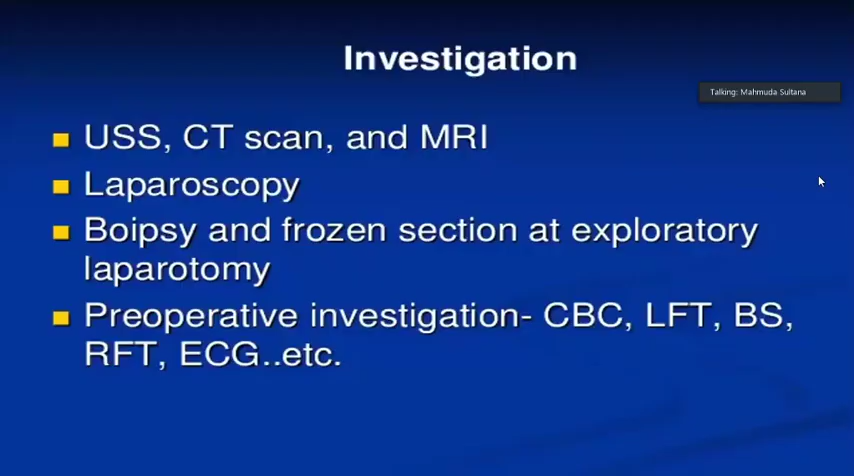 Investigation
Talking: Mahmuda Sultana
USS, CT scan, and MRI
Laparoscopy
Boipsy and frozen section at exploratory
laparotomy
Preoperative investigation- CBC, LFT, BS,
RFT, ECG..etc.